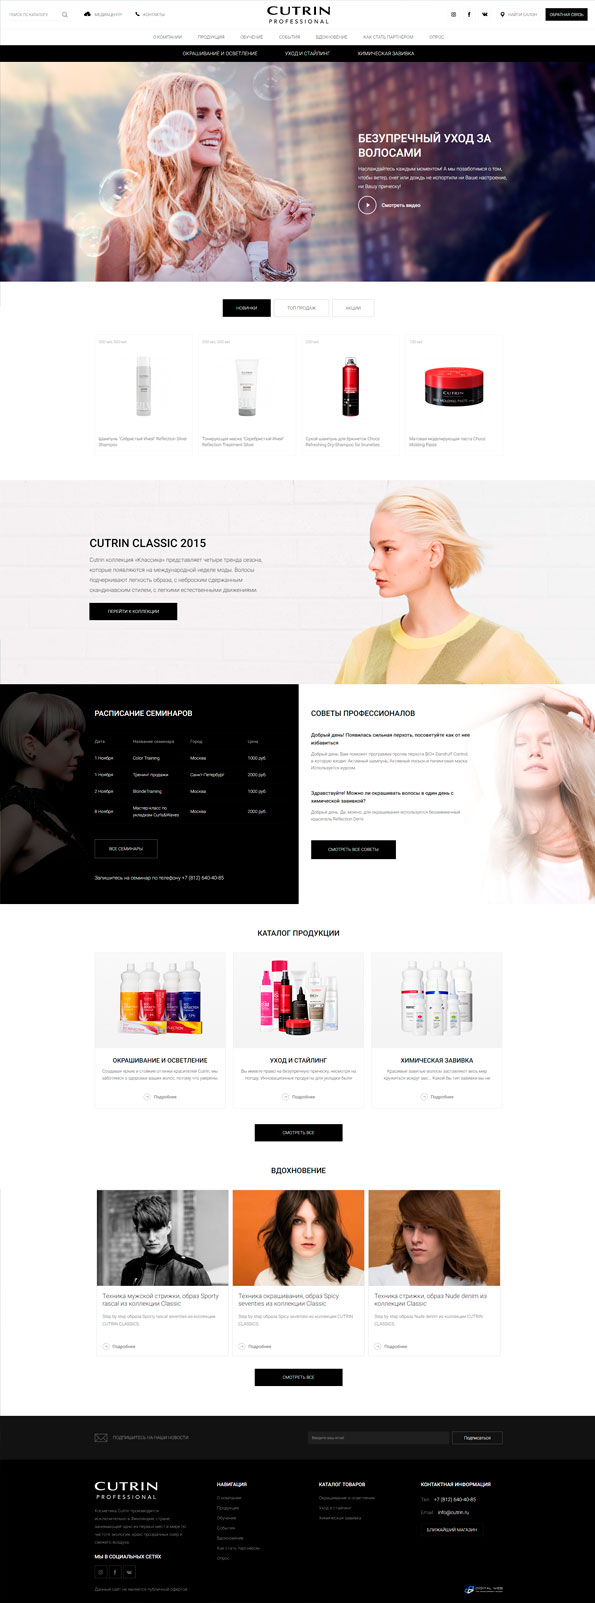 ПОИСК ПО КАТАЛОГУ
МЕДИАЦЕНТР
КОНТАКТЫ
CUTRIN
PROFESSIONAL
НАЙТИ САЛОН
ОБРАТНАЯ СВЯЗЬ
О КОМПАНИИ ПРОДУКЦИЯ ОБУЧЕНИЕ СОБЫТИЯ ВДОХНОВЕНИЕ КАК СТАТЬ ПАРТНЕРОМ ОПРОС
ОКРАШИВАНИЕ И ОСВЕТЛЕНИЕ УХОД И СТАЙЛИНГ ХИМИЧЕСКАЯ ЗАВИВКА
БЕЗУПРЕЧНЫЙ УХОД ЗА
ВОЛОСАМИ
Наслаждайтесь каждым моментом! А мы позаботимся о том,
чтобы ветер, снег или дождь не испортили ни Ваше настроение,
ни Вашу прическу!
Смотреть видео
НОВИНКИ ТОП ПРОДАЖ АКЦИИ
CUTRIN
CUTRIN
CUTRIN
Шампунь "Серебристый Иней" Reflection Silver
Shampoo
Тонирующая маска "Серебристый Иней"
Reflection Treatment Silver
Сухой шампунь для брюнеток Choco
Refreshing Dry Shampoo for brunettes
Матовая моделирующая паста Choco
Molding Paste
CUTRIN CLASSIC 2015
Cutrin коллекция «Классика» представляет четыре тренда сезона,
которые появляются на международной неделе моды. Волосы
подчеркивают легкость образа, с неброским сдержанным
скандинавским стилем, с легкими естественными движениями.
ПЕРЕЙТИ К КОЛЛЕКЦИИ
РАСПИСАНИЕ СЕМИНАРОВ
Дата Название семинара Город Цена
1 Ноября Color Training Москва 1000 руб.
1 Ноября Тренинг продажи Санкт-Петербург 2000 руб.
2 Ноября BlondeTraining Москва 1000 руб.
8 Ноября Мастер-класс по
укладкам Curls&Waves Москва 2000 руб.
ВСЕ СЕМИНАРЫ
Запишитесь на семинар по телефону +7 (812) 640-40-85
СОВЕТЫ ПРОФЕССИОНАЛОВ
Добрый день! Появилась сильная перхоть, посоветуйте как от нее
избавиться
Добрый день. Вам поможет программа против перхоти BIO+ Dandruff Control,
в которую входит Активный шампунь, Активный лосьон и пилинговая маска.
Используется курсом.
Здравствуйте! Можно ли окрашивать волосы в один день с
химической завивкой?
Добрый день. Да, можно, для окрашивания используется безаммиачный
краситель Reflection Demi.
СМОТРЕТЬ ВСЕ СОВЕТЫ
КАТАЛОГ ПРОДУКЦИИ
ОКРАШИВАНИЕ И ОСВЕТЛЕНИЕ
Создавая яркие и стойкие оттенки красителей Cutrin, мы
заботимся о здоровье ваших волос, потому что уверены
Подробнее
УХОД И СТАЙЛИНГ
Вы имеете право на безупречную прическу, несмотря на
погоду. Инновационные продукты для укладки были
Подробнее
ХИМИЧЕСКАЯ ЗАВИВКА
Красивые завитые волосы заставляют весь мир
кружиться вокруг вас... Какой бы тип завивки вы не
Подробнее
СМОТРЕТЬ ВСЕ
ВДОХНОВЕНИЕ
Техника мужской стрижки, образ Sporty
rascal из коллекции Classic
Step by step образа Sporty rascal из коллекции
CUTRIN CLASSICS.
Подробнее
Техника окрашивания, образ Spicy
seventies из коллекции Classic
Step by step образа Spicy seventies из коллекции CUTRIN
CLASSICS.
Подробнее
Техника стрижки, образ Nude denim из
коллекции Classic
Step by step образа Nude denim из коллекции CUTRIN
CLASSICS.
Подробнее
СМОТРЕТЬ ВСЕ
ПОДПИШИТЕСЬ НА НАШИ НОВОСТИ
Введите ваш email
Подписаться
CUTRIN
PROFESSIONAL
Косметика Cutrin производится
исключительно в Финляндии, стране
занимающей одно из первых мест в мире по
чистоте экологии, краю прозрачных озер и
свежего воздуха.
МЫ В СОЦИАЛЬНЫХ СЕТЯХ
Данный сайт не является публичной офертой
НАВИГАЦИЯ
О компании
Продукция
Обучение
События
Вдохновение
Как стать партнером
Опрос
КАТАЛОГ ТОВАРОВ
Окрашивание и осветление
Уход и стайлинг
Химическая завивка
КОНТАКТНАЯ ИНФОРМАЦИЯ
Тел: +7 (812) 640-40-85
Email: info@cutrin.ru
БЛИЖАЙШИЙ МАГАЗИН
DIGITAL WEB